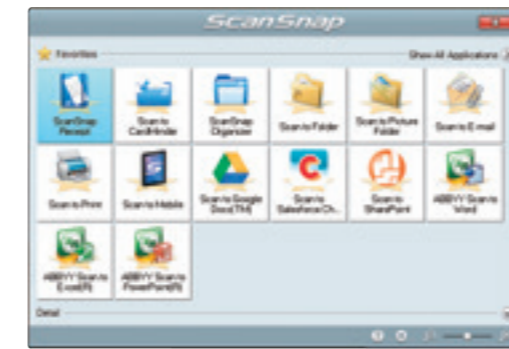 ScanSnap
Favorites
Show All Applications
ScanSnap
Receipt
Scan to
CardMinder
ScanSnap
Organizer
Scan to Folder
Scan to Picture
Folder
Scan to E-mail
Scan to Print
Scan to Mobile
Scan to Google
Docs(TM)
Scan to
Salesforce Ch...
Scan to
SharePoint
ABBYY Scan to
Word
ABBYY Scan to
Excel(R)
ABBYY Scan to
PowerPoint(R)
Detail